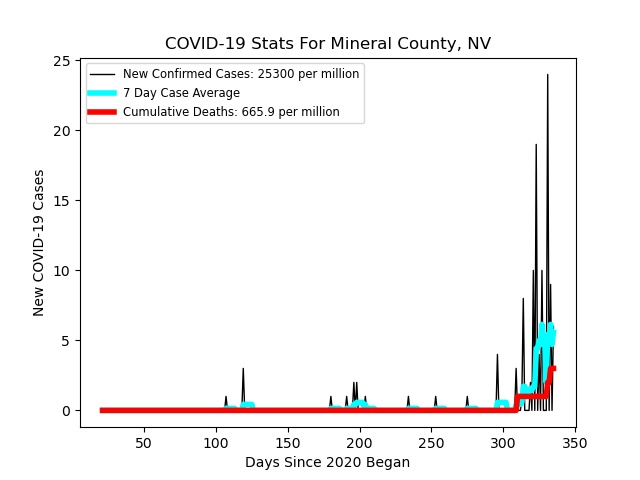 COVID-19 Stats For Mineral County, NV
New Confirmed Cases: 25300 per million
7 Day Case Average
Cumulative Deaths: 665.9 per million
25
20
15
10
5
0
New COVID-19 Cases
50 100 150 200 250 300 350
Days Since 2020 Began